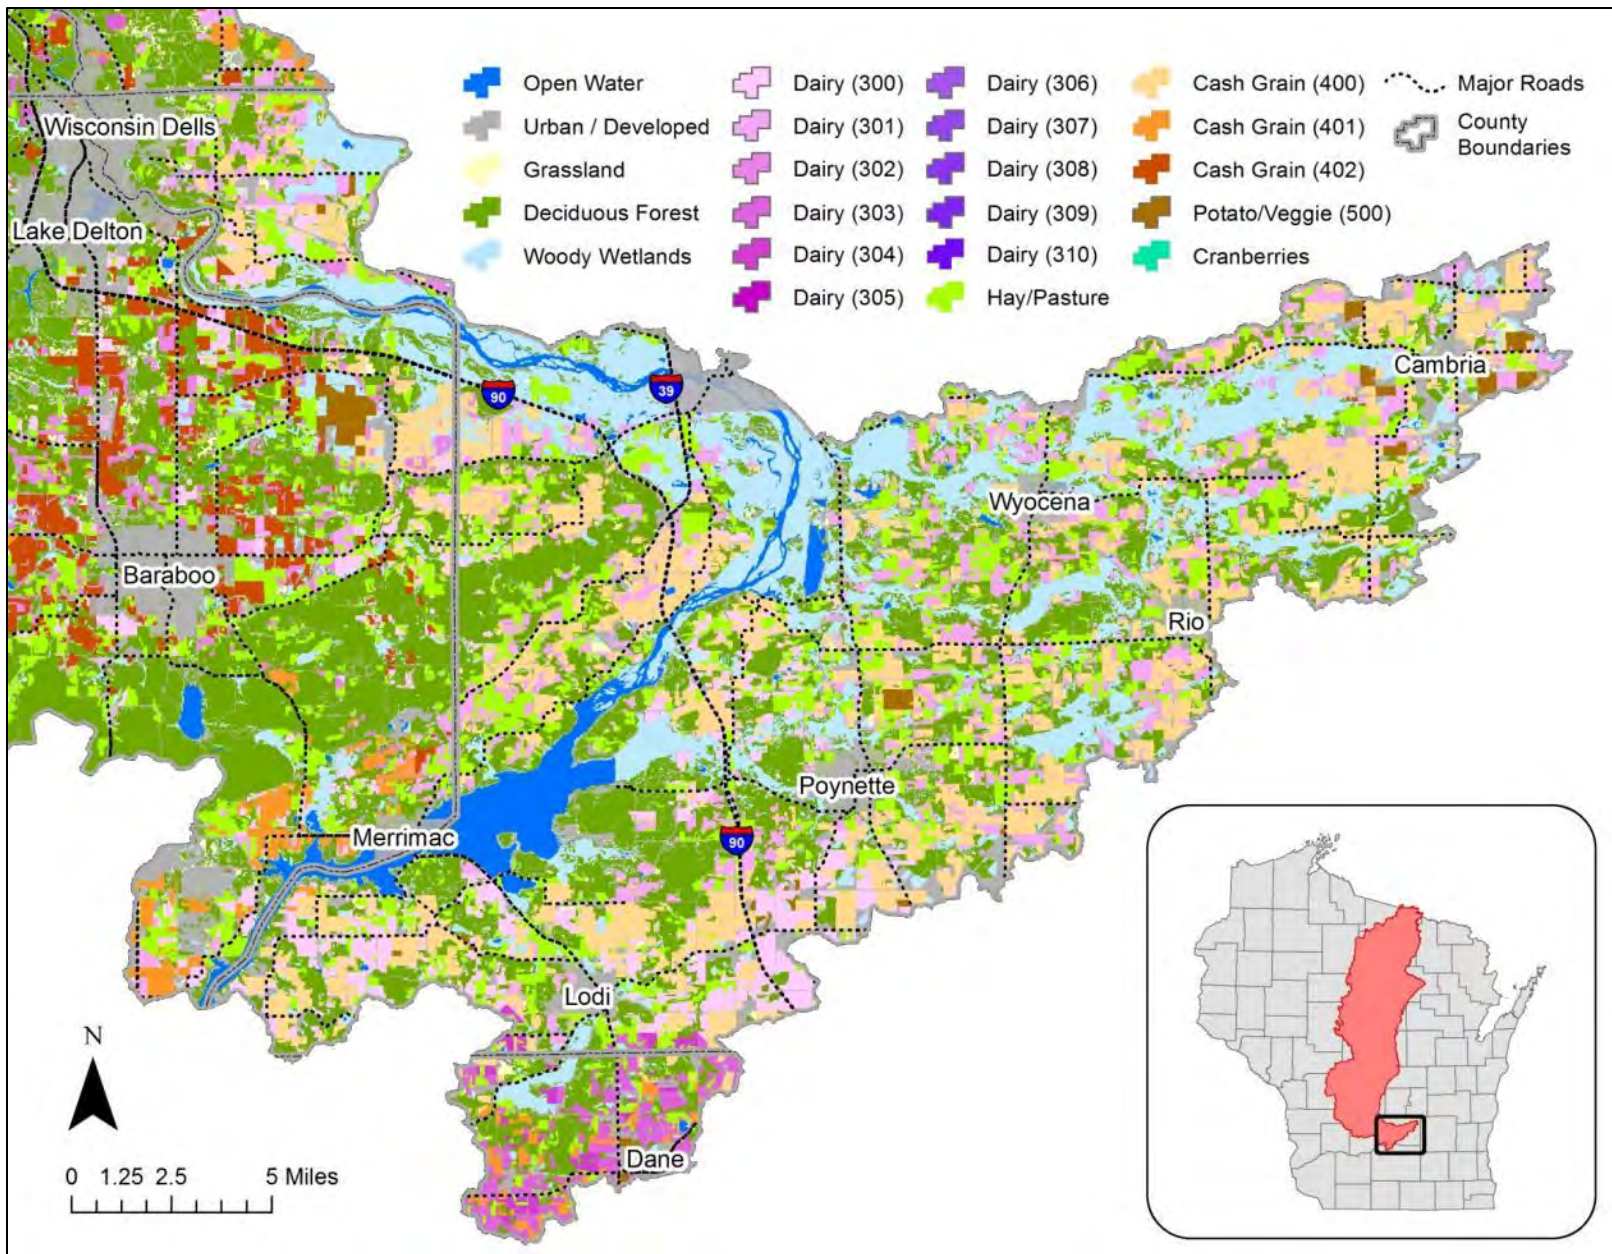 Open Water
Urban / Developed
Grassland
Deciduous Forest
Woody Wetlands
Dairy (300)
Dairy (301)
Dairy (302)
Dairy (303)
Dairy (304)
Dairy (305)
Dairy (306)
Dairy (307)
Dairy (308)
Dairy (309)
Dairy (310)
Hay/Pasture
Cash Grain (400)
Cash Grain (401)
Cash Grain (402)
Potato/Veggie (500)
Cranberries
Major Roads
County
Boundaries
Wisconsin Dells
Lake Delton
90
39
Cambria
Wyocena
Baraboo
Rio
Poynette
Merrimac
90
Lodi
Dane
N
0 1.25 2.5 5 Miles